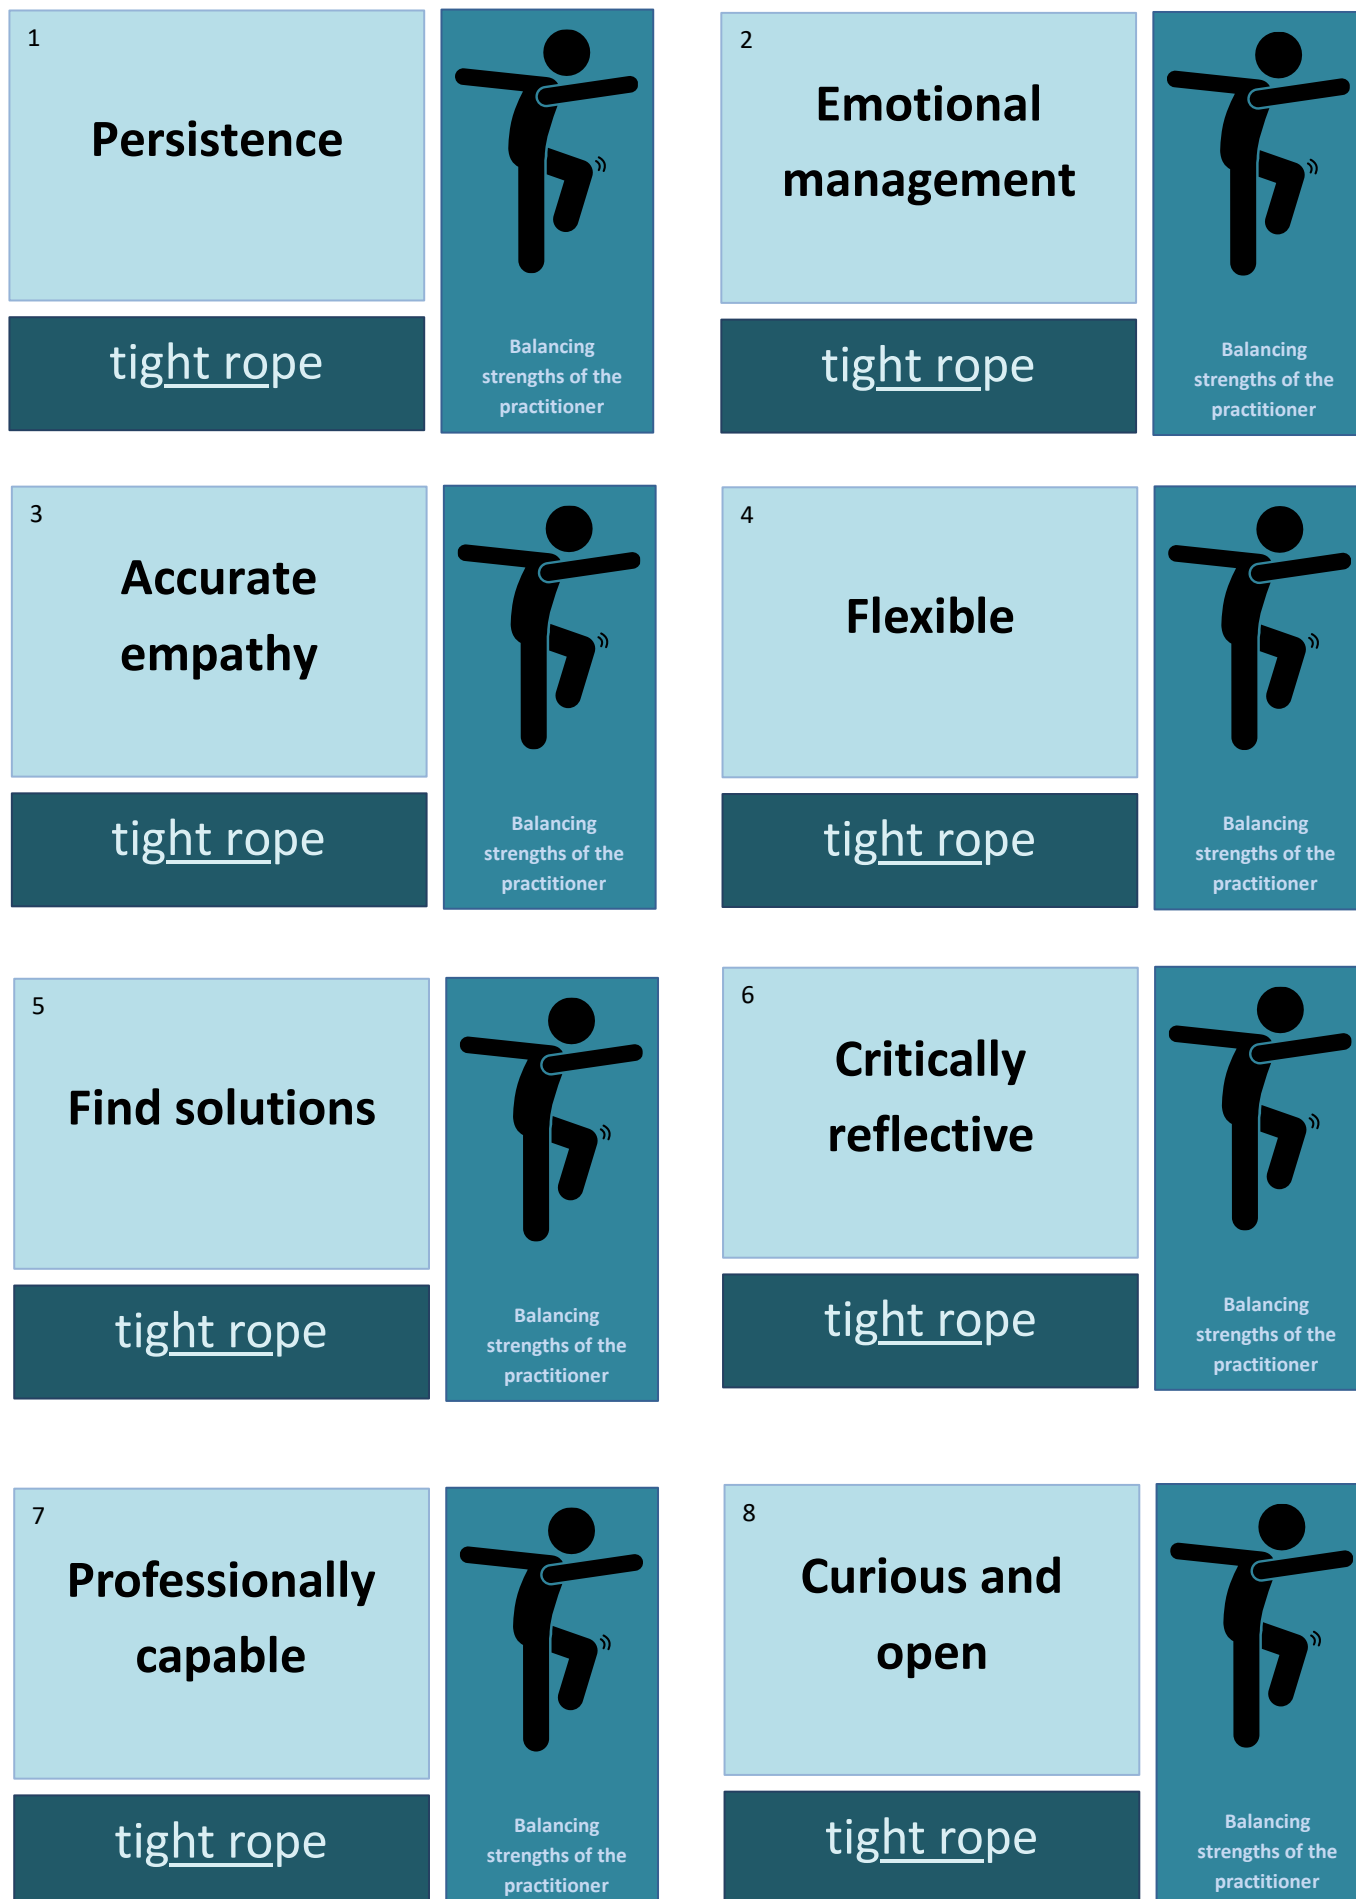 1
Persistence
tight rope
Balancing
strengths of the
practitioner
2
Emotional
management
tight rope
Balancing
strengths of the
practitioner
3
Accurate
empathy
tight rope
Balancing
strengths of the
practitioner
4
Flexible
tight rope
Balancing
strengths of the
practitioner
5
Find solutions
tight rope
Balancing
strengths of the
practitioner
6
Critically
reflective
tight rope
Balancing
strengths of the
practitioner
7
Professionally
capable
tight rope
Balancing
strengths of the
practitioner
8
Curious and
open
tight rope
Balancing
strengths of the
practitioner